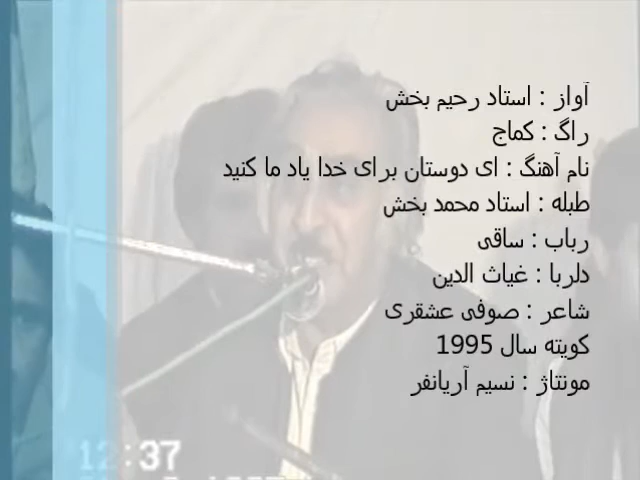 آواز : استاد رحیم بخش
راگ : کماج
نام آهنگ : ای دوستان برای خدا یاد ما کنید
طبله : استاد محمد بخش
رباب : ساقی
دلربا : غیاث الدین
شاعر : صوفی عشقری
کویته سال 1995
مونتاژ : نسیم آریانفر
12:37